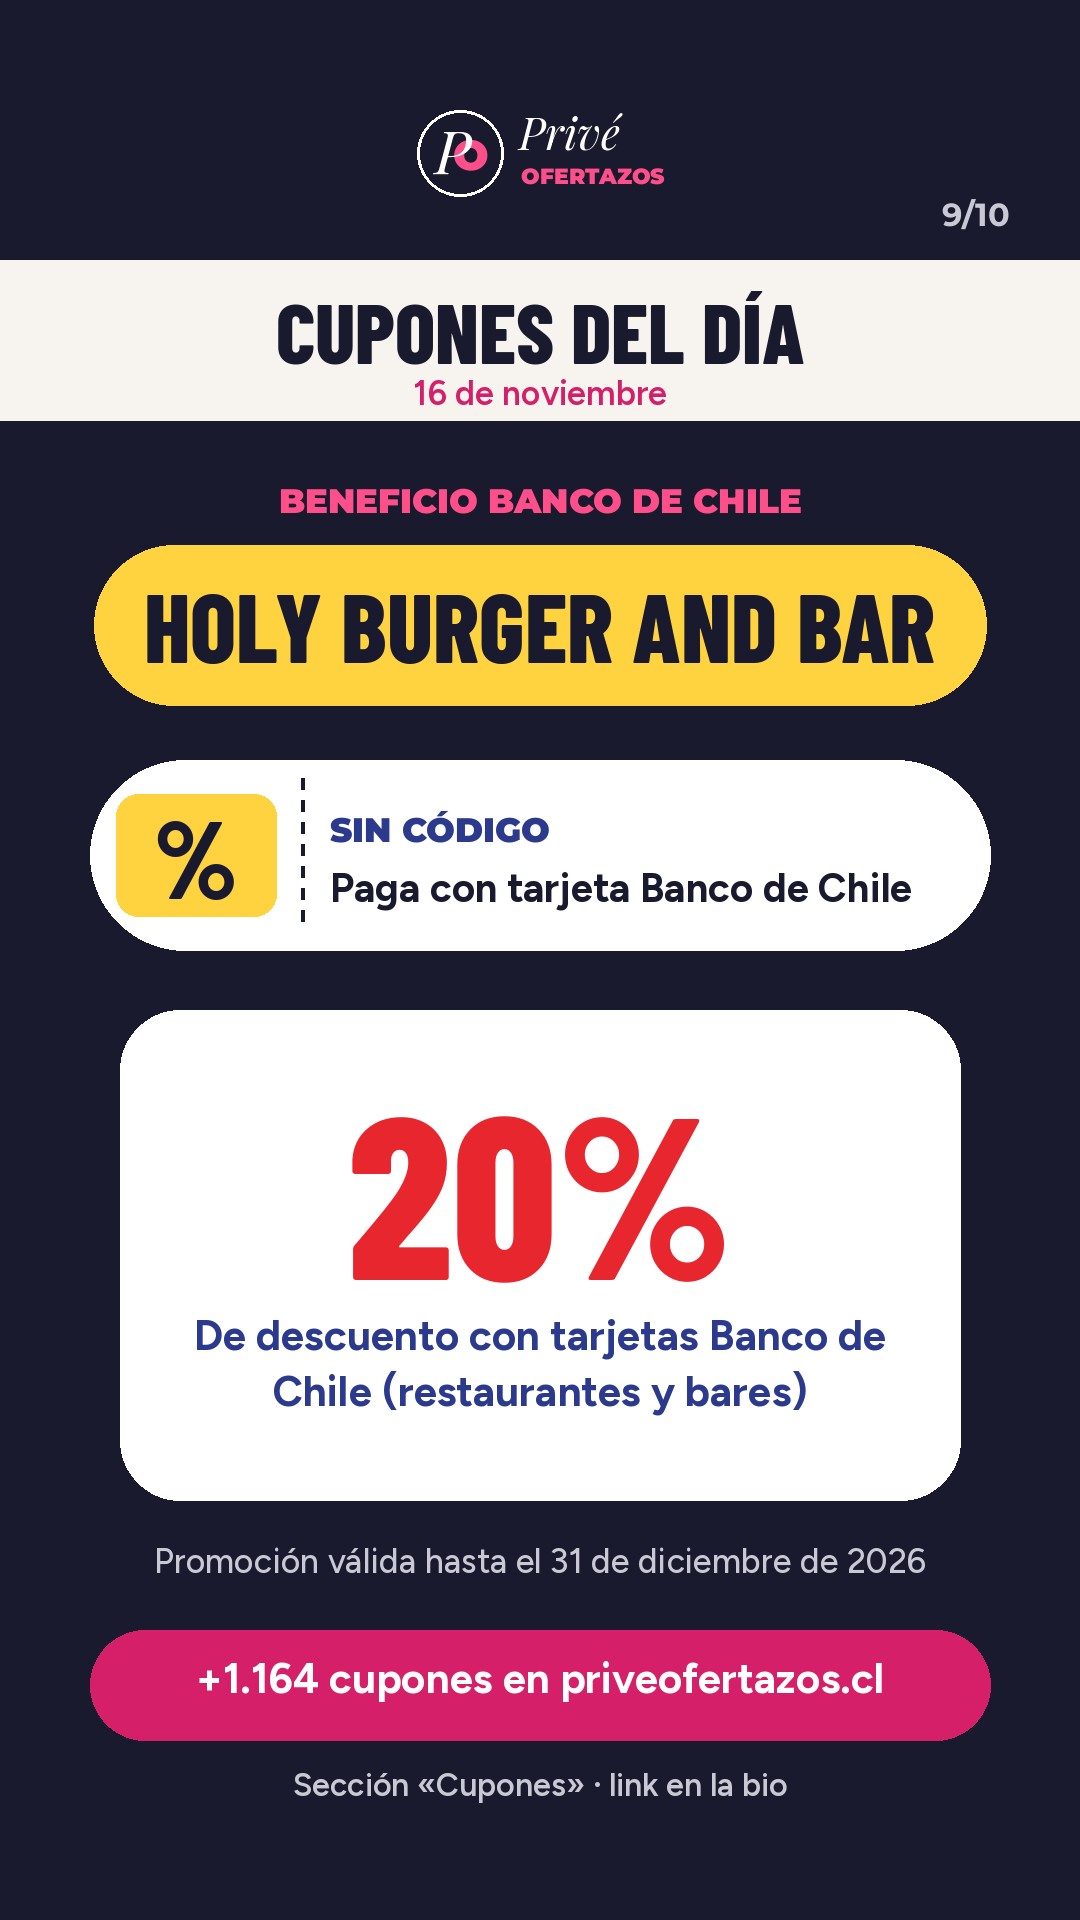 Po
Privé
OFERTAZOS
9/10
CUPONES DEL DÍA
16 de noviembre
BENEFICIO BANCO DE CHILE
HOLY BURGER AND BAR
%
SIN CÓDIGO
Paga con tarjeta Banco de Chile
20%
De descuento con tarjetas Banco de
Chile (restaurantes y bares)
Promoción válida hasta el 31 de diciembre de 2026
+1.164 cupones en priveofertazos.cl
Sección «Cupones» · link en la bio